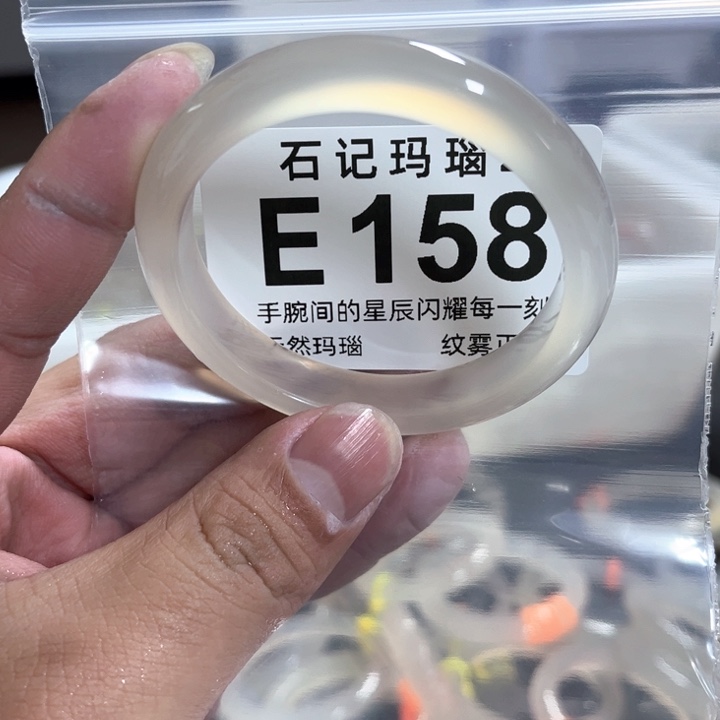 石记玛瑙
E158
手腕间的星辰闪耀每一刻
然玛瑙 纹雾正